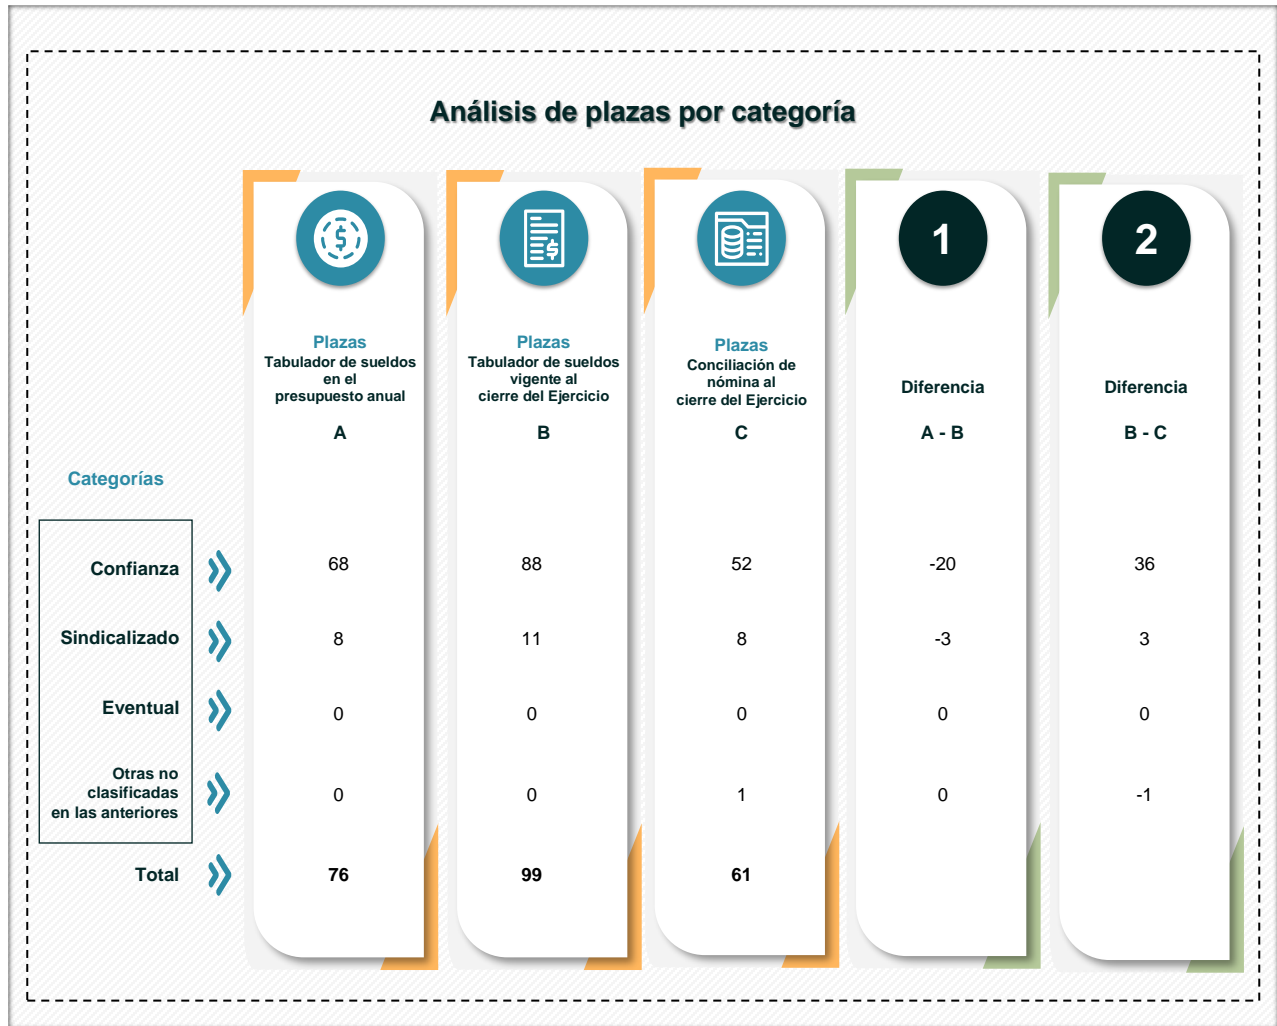 Análisis de plazas por categoría
1
2
Plazas
Tabulador de sueldos
en el
presupuesto anual
A
Plazas
Tabulador de sueldos
vigente al
cierre del Ejercicio
B
Plazas
Conciliación de
nómina al
cierre del Ejercicio
C
Diferencia
A - B
Diferencia
B - C
Categorías
Confianza 68 88 52 -20 36
Sindicalizado 8 11 8 -3 3
Eventual 0 0 0 0 0
Otras no
clasificadas
en las anteriores 0 0 1 0 -1
Total 76 99 61